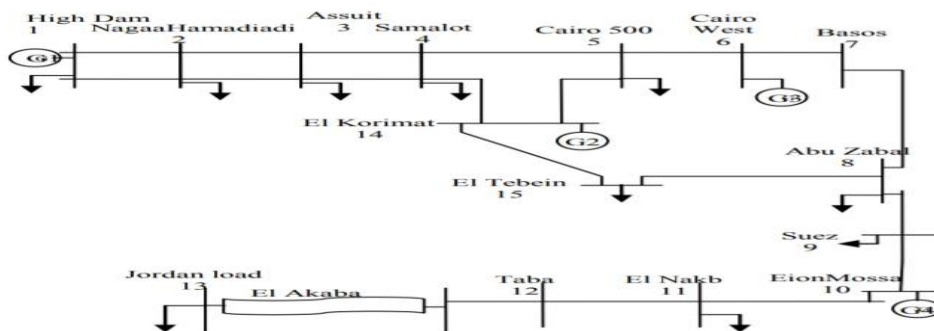 High Dam
1
NagaaHamadiadi
2
Assuit
3
Samalot
4
Cairo 500
5
Cairo
West
6
Basos
7
G1
G3
El Korimat
14
G2
Abu Zabal
8
El Tebein
15
Suez
9
Jordan load
13
El Akaba
Taba
12
El Nakb
11
EionMossa
10
G4